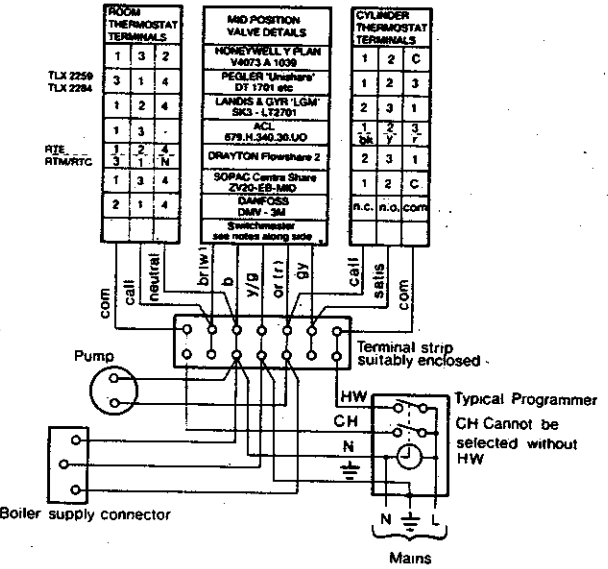 ROOM
THERMOSTAT
TERMINALS
1 3 2
3 1 4
1 2 4
1 3 -
1 2 4
3 1 N
1 3 4
2 1 4
TLX 2259
TLX 2284
RTE
RTM/RTC
MID POSITION
VALVE DETAILS
HONEYWELL Y PLAN
V4073 A 1039
PEGLER 'Unishare'
DT 1701 etc
LANDIS & GYR 'LGM'
SK3 - LT2701
ACL
679.H.340.30.UO
DRAYTON Flowshare 2
SOPAC Centra Share
ZV20-EB-MID
DANFOSS
DMV - 3M
Switchmaster
see notes along side
CYLINDER
THERMOSTAT
TERMINALS
1 2 C
1 2 3
2 3 1
1 2 3
bk y r
2 3 1
1 2 C
n.c. n.o. com
com
call
neutral
br(w)
b
y/g
or(r)
gy
call
satis
com
Terminal strip
suitably enclosed
Pump
HW
CH
N
Typical Programmer
CH Cannot be
selected without
HW
Boiler supply connector
N L
Mains